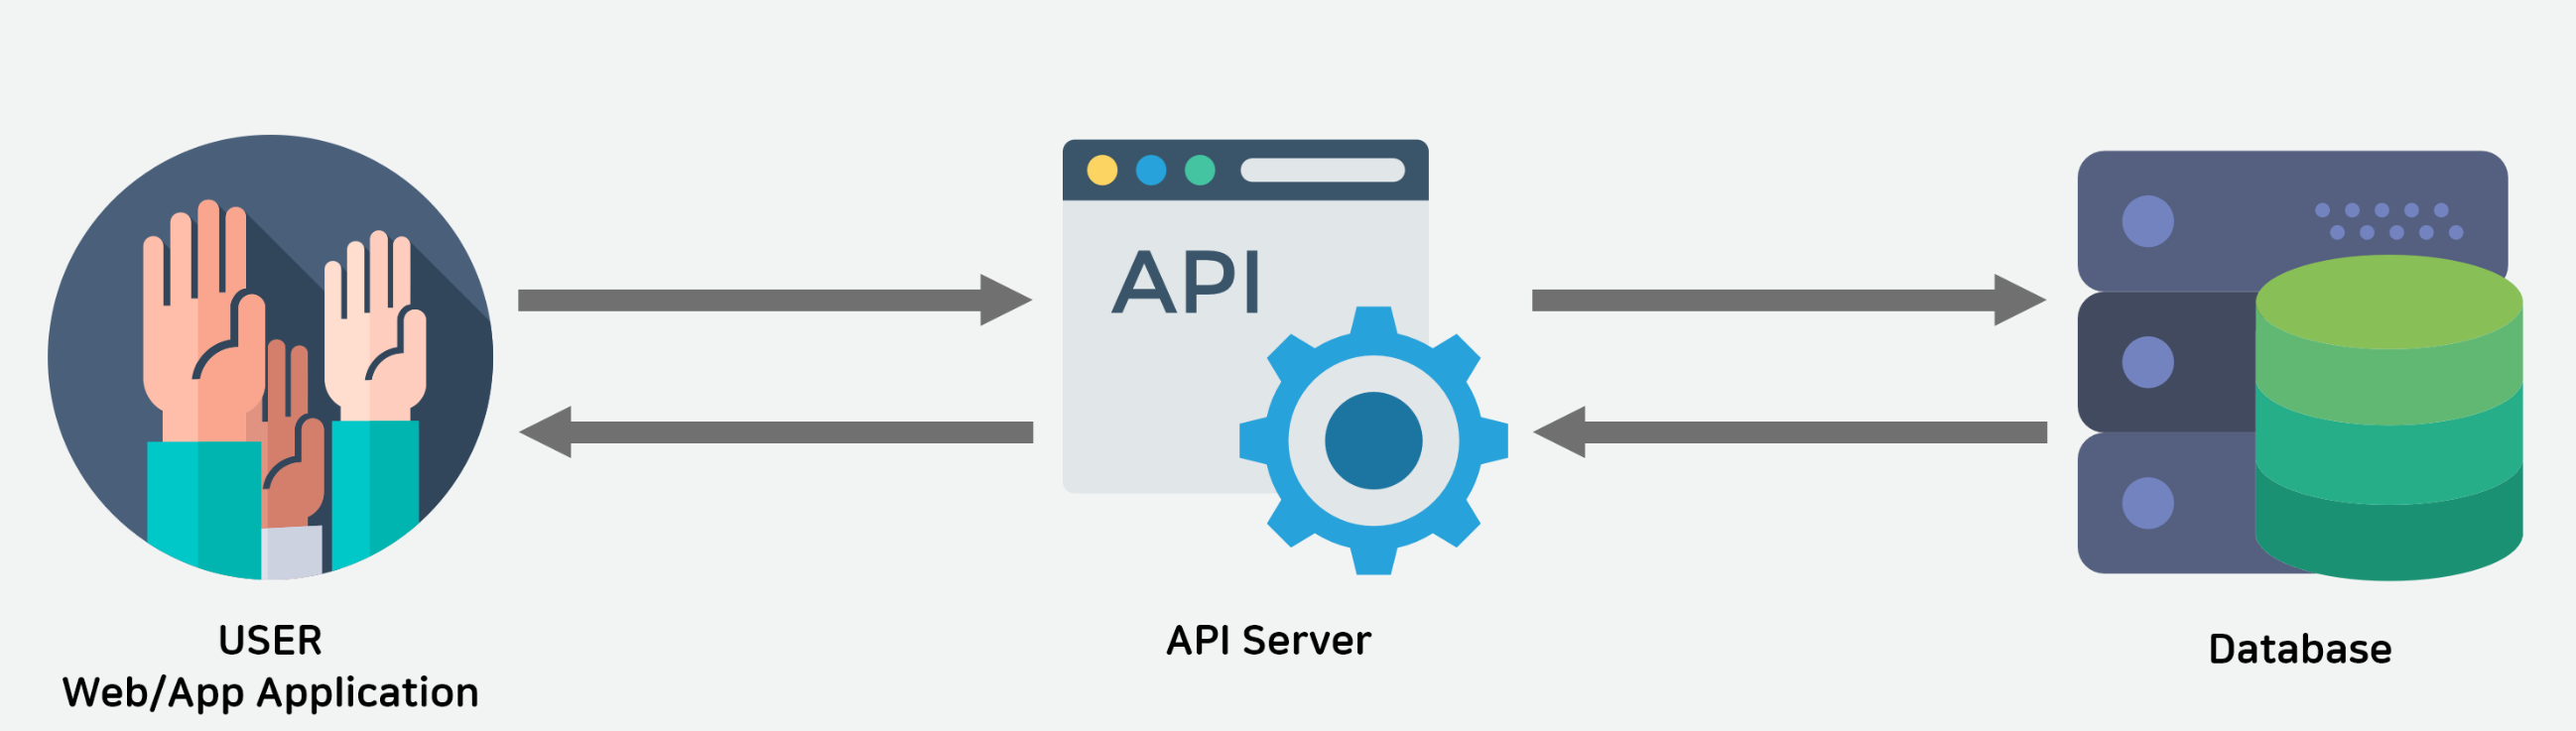 API
USER
Web/App Application
API Server
Database